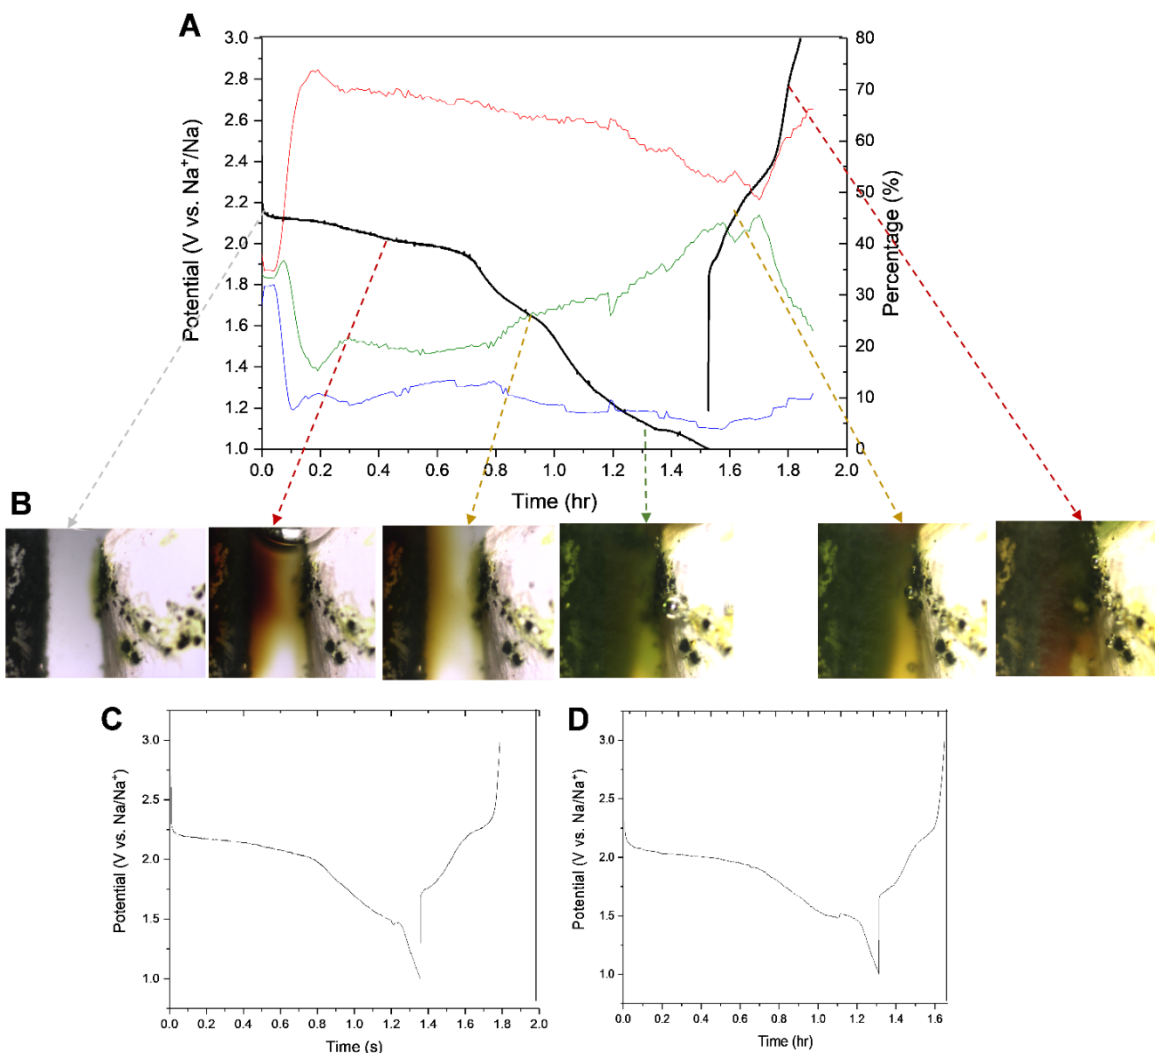 A
3.0
2.8
2.6
2.4
2.2
2.0
1.8
1.6
1.4
1.2
1.0
Potential (V vs. Na⁺/Na)
80
70
60
50
40
30
20
10
0
Percentage (%)
0.0 0.2 0.4 0.6 0.8 1.0 1.2 1.4 1.6 1.8 2.0
Time (hr)
B
C
3.0
2.5
2.0
1.5
1.0
Potential (V vs. Na/Na⁺)
0.0 0.2 0.4 0.6 0.8 1.0 1.2 1.4 1.6 1.8 2.0
Time (s)
D
3.0
2.5
2.0
1.5
1.0
Potential (V vs. Na/Na⁺)
0.0 0.2 0.4 0.6 0.8 1.0 1.2 1.4 1.6
Time (hr)